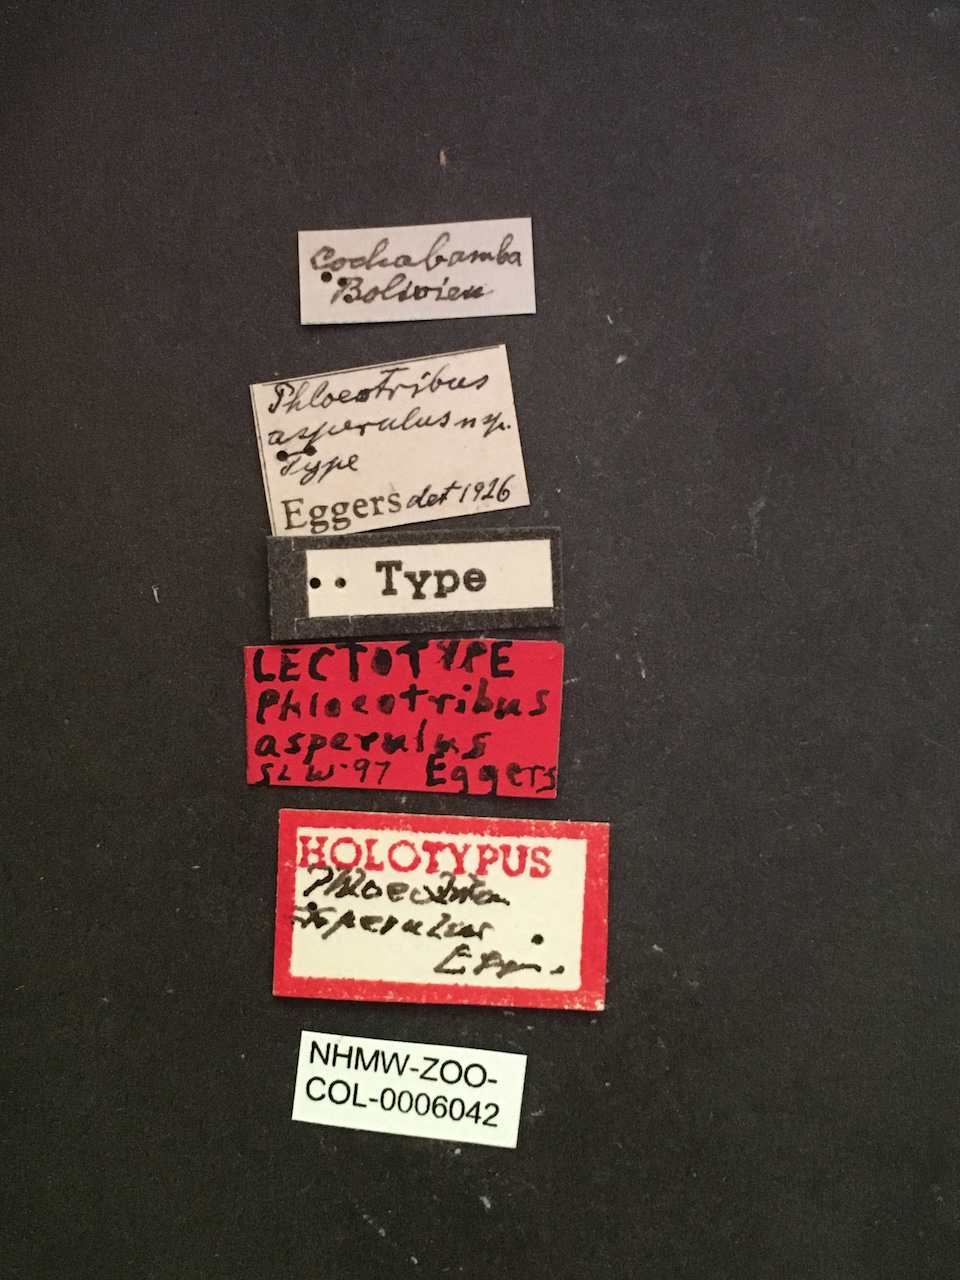 Cochabamba
Bolivien
Phloeotribus
asperulus n sp.
Type
Eggers det 1926
Type
LECTOTYPE
Phloeotribus
asperulus
SLW-97 Eggers
HOLOTYPUS
asperulus
NHMW-ZOO-
COL-0006042